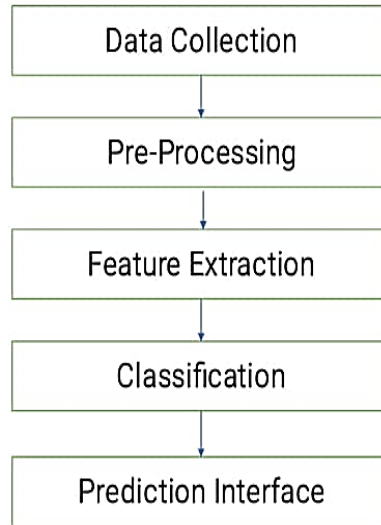 Data Collection
Pre-Processing
Feature Extraction
Classification
Prediction Interface